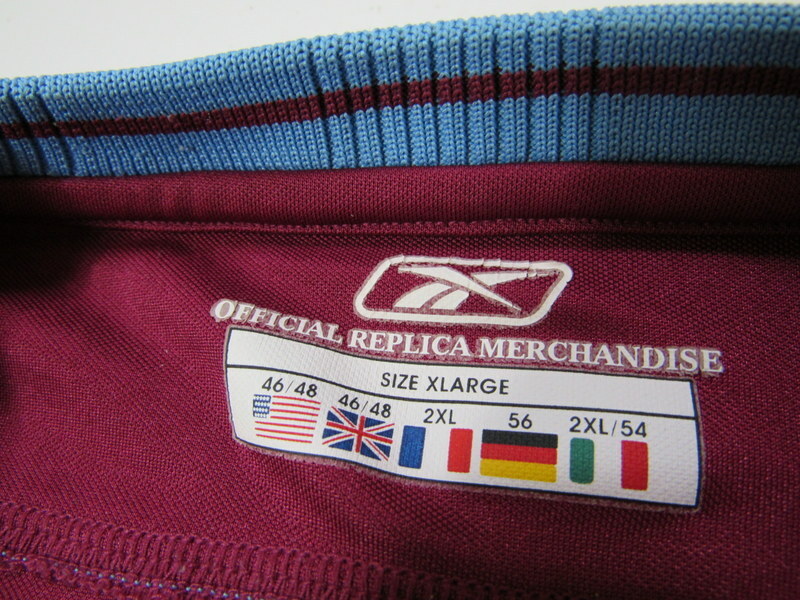 OFFICIAL REPLICA MERCHANDISE
SIZE XLARGE
46/48 46/48 2XL 56 2XL/54